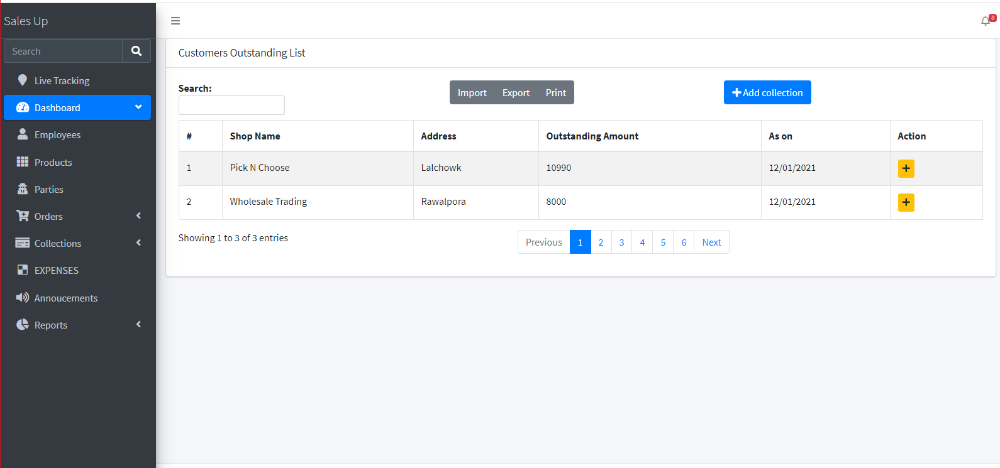 Sales Up
3
Search
Live Tracking
Dashboard
Employees
Products
Parties
Orders
Collections
EXPENSES
Annoucements
Reports
Customers Outstanding List
Search:
Import Export Print
Add collection
# Shop Name Address Outstanding Amount As on Action
1 Pick N Choose Lalchowk 10990 12/01/2021
2 Wholesale Trading Rawalpora 8000 12/01/2021
Showing 1 to 3 of 3 entries
Previous 1 2 3 4 5 6 Next